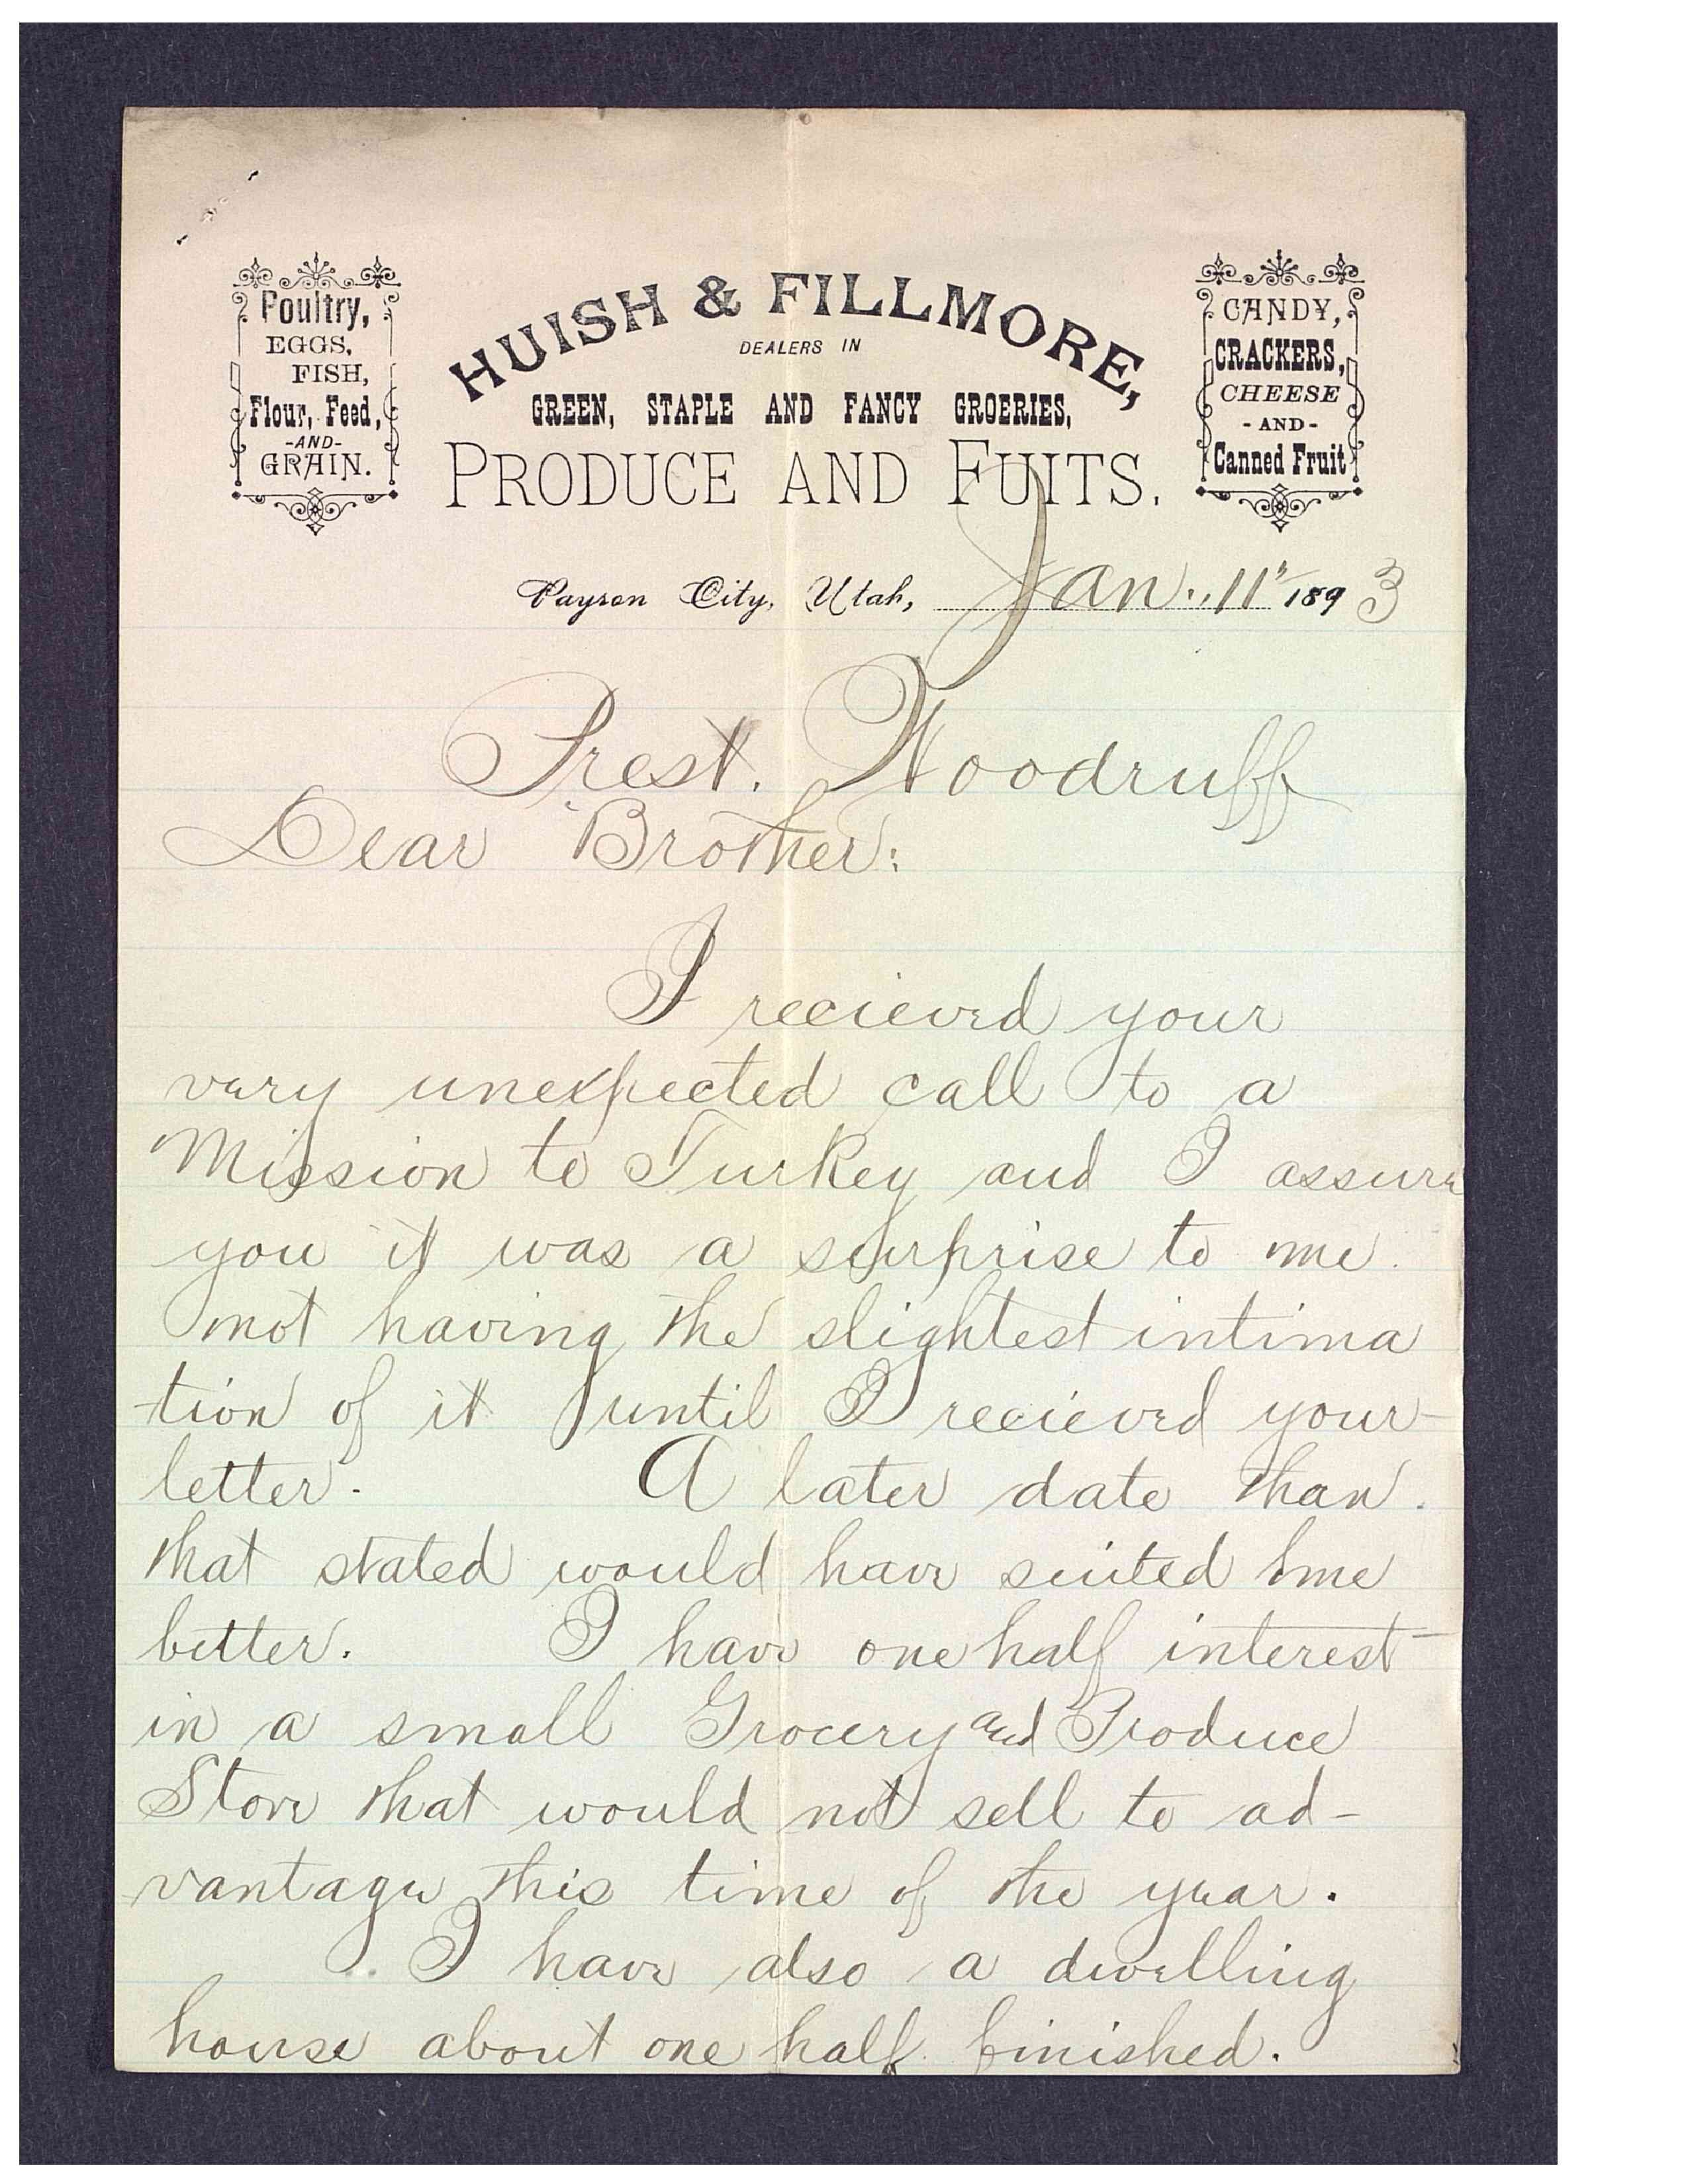 Poultry,
EGGS,
FISH,
Flour, Feed,
-AND-
GRAIN.
HUISH & FILLMORE,
DEALERS IN
GREEN, STAPLE AND FANCY GROERIES,
PRODUCE AND FUITS.
CANDY,
CRACKERS,
CHEESE
-AND-
Canned Fruit
Payson City, Utah, Jan., 11" 1893
Prest. Woodruff
Dear Brother:
I recieved your
very unexpected call to a
Mission to Turkey and I assure
you it was a surprise to me.
not having the slightest intima
tion of it until I recieved your
letter. A later date than.
that stated would have suited me
better. I have one half interest
in a small Grocery and Produce
Store that would not sell to ad-
vantage this time of the year.
I have also a dwelling
house about one half finished.